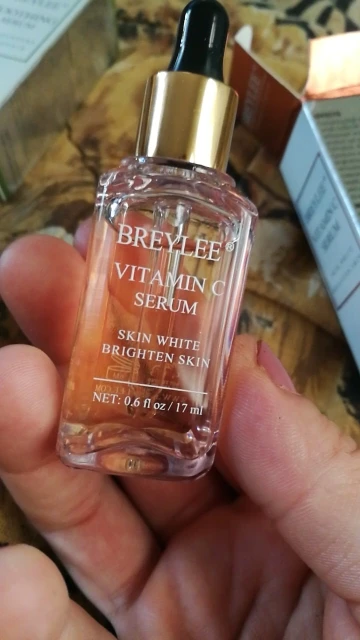 BREYLEE®
VITAMIN C
SERUM
SKIN WHITE
BRIGHTEN SKIN
NET: 0.6 fl oz / 17 ml